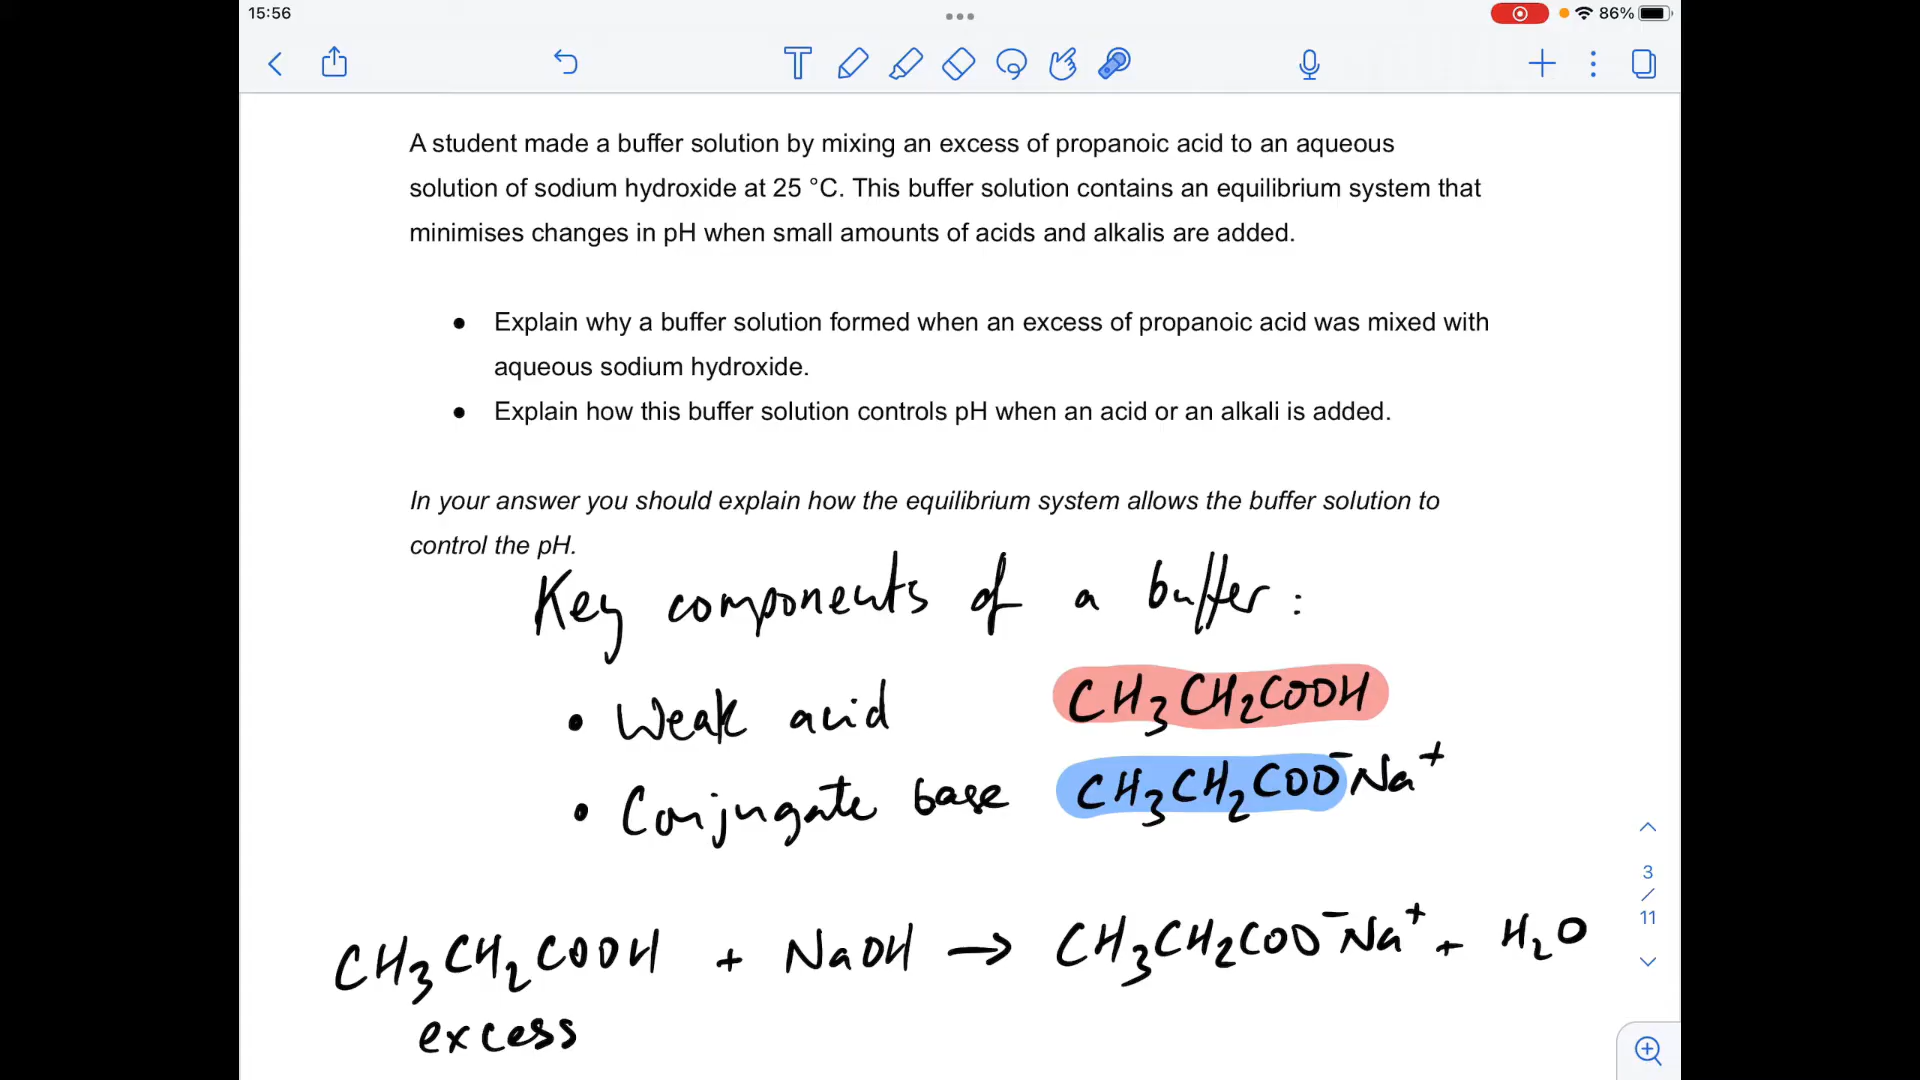 15:56
86%
A student made a buffer solution by mixing an excess of propanoic acid to an aqueous
solution of sodium hydroxide at 25 °C. This buffer solution contains an equilibrium system that
minimises changes in pH when small amounts of acids and alkalis are added.
● Explain why a buffer solution formed when an excess of propanoic acid was mixed with
aqueous sodium hydroxide.
● Explain how this buffer solution controls pH when an acid or an alkali is added.
In your answer you should explain how the equilibrium system allows the buffer solution to
control the pH.
Key components of a buffer:
• Weak acid CH₃CH₂COOH
• Conjugate base CH₃CH₂COO⁻Na⁺
CH₃CH₂COOH + NaOH → CH₃CH₂COO⁻Na⁺ + H₂O
excess
3
/
11